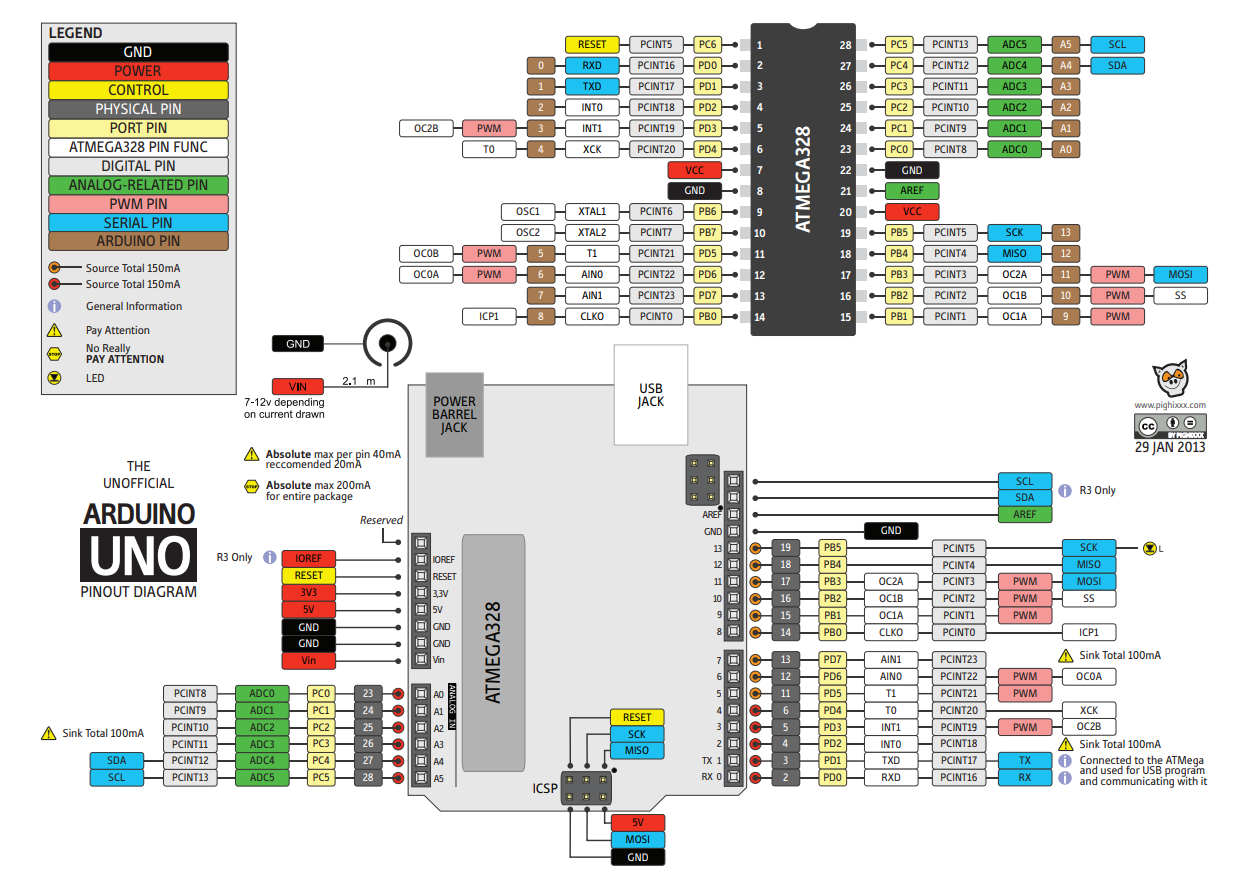 LEGEND
GND
POWER
CONTROL
PHYSICAL PIN
PORT PIN
ATMEGA328 PIN FUNC
DIGITAL PIN
ANALOG-RELATED PIN
PWM PIN
SERIAL PIN
ARDUINO PIN
Source Total 150mA
Source Total 150mA
General Information
Pay Attention
STOP No Really
PAY ATTENTION
LED
RESET PCINT5 PC6 1 28 PC5 PCINT13 ADC5 A5 SCL
0 RXD PCINT16 PD0 2 27 PC4 PCINT12 ADC4 A4 SDA
1 TXD PCINT17 PD1 3 26 PC3 PCINT11 ADC3 A3
2 INT0 PCINT18 PD2 4 25 PC2 PCINT10 ADC2 A2
OC2B PWM 3 INT1 PCINT19 PD3 5 24 PC1 PCINT9 ADC1 A1
T0 4 XCK PCINT20 PD4 6 23 PC0 PCINT8 ADC0 A0
VCC 7 22 GND
GND 8 21 AREF
OSC1 XTAL1 PCINT6 PB6 9 20 VCC
OSC2 XTAL2 PCINT7 PB7 10 19 PB5 PCINT5 SCK 13
OC0B PWM 5 T1 PCINT21 PD5 11 18 PB4 PCINT4 MISO 12
OC0A PWM 6 AIN0 PCINT22 PD6 12 17 PB3 PCINT3 OC2A 11 PWM MOSI
7 AIN1 PCINT23 PD7 13 16 PB2 PCINT2 OC1B 10 PWM SS
ICP1 8 CLKO PCINT0 PB0 14 15 PB1 PCINT1 OC1A 9 PWM
ATMEGA328
GND
VIN 2.1 m
7-12v depending
on current drawn
POWER
BARREL
JACK
USB
JACK
www.pighixxx.com
cc BY PIGHIXXX
29 JAN 2013
Absolute max per pin 40mA
reccomended 20mA
STOP Absolute max 200mA
for entire package
THE
UNOFFICIAL
ARDUINO
UNO
PINOUT DIAGRAM
Reserved
R3 Only IOREF IOREF
RESET RESET
3V3 3,3V
5V 5V
GND GND
GND GND
Vin Vin
PCINT8 ADC0 PC0 23 A0
PCINT9 ADC1 PC1 24 A1
PCINT10 ADC2 PC2 25 A2
PCINT11 ADC3 PC3 26 A3
SDA PCINT12 ADC4 PC4 27 A4
SCL PCINT13 ADC5 PC5 28 A5
Sink Total 100mA
ANALOG IN
ATMEGA328
SCL
SDA
R3 Only
AREF AREF
GND GND
13 19 PB5 PCINT5 SCK L
12 18 PB4 PCINT4 MISO
11 17 PB3 OC2A PCINT3 PWM MOSI
10 16 PB2 OC1B PCINT2 PWM SS
9 15 PB1 OC1A PCINT1 PWM
8 14 PB0 CLKO PCINT0 ICP1
Sink Total 100mA
7 13 PD7 AIN1 PCINT23
6 12 PD6 AIN0 PCINT22 PWM OC0A
5 11 PD5 T1 PCINT21 PWM
4 6 PD4 T0 PCINT20 XCK
3 5 PD3 INT1 PCINT19 PWM OC2B
2 4 PD2 INT0 PCINT18
Sink Total 100mA
TX 1 3 PD1 TXD PCINT17 TX
RX 0 2 PD0 RXD PCINT16 RX
Connected to the ATMega
and used for USB program
and communicating with it
RESET
SCK
MISO
ICSP
5V
MOSI
GND